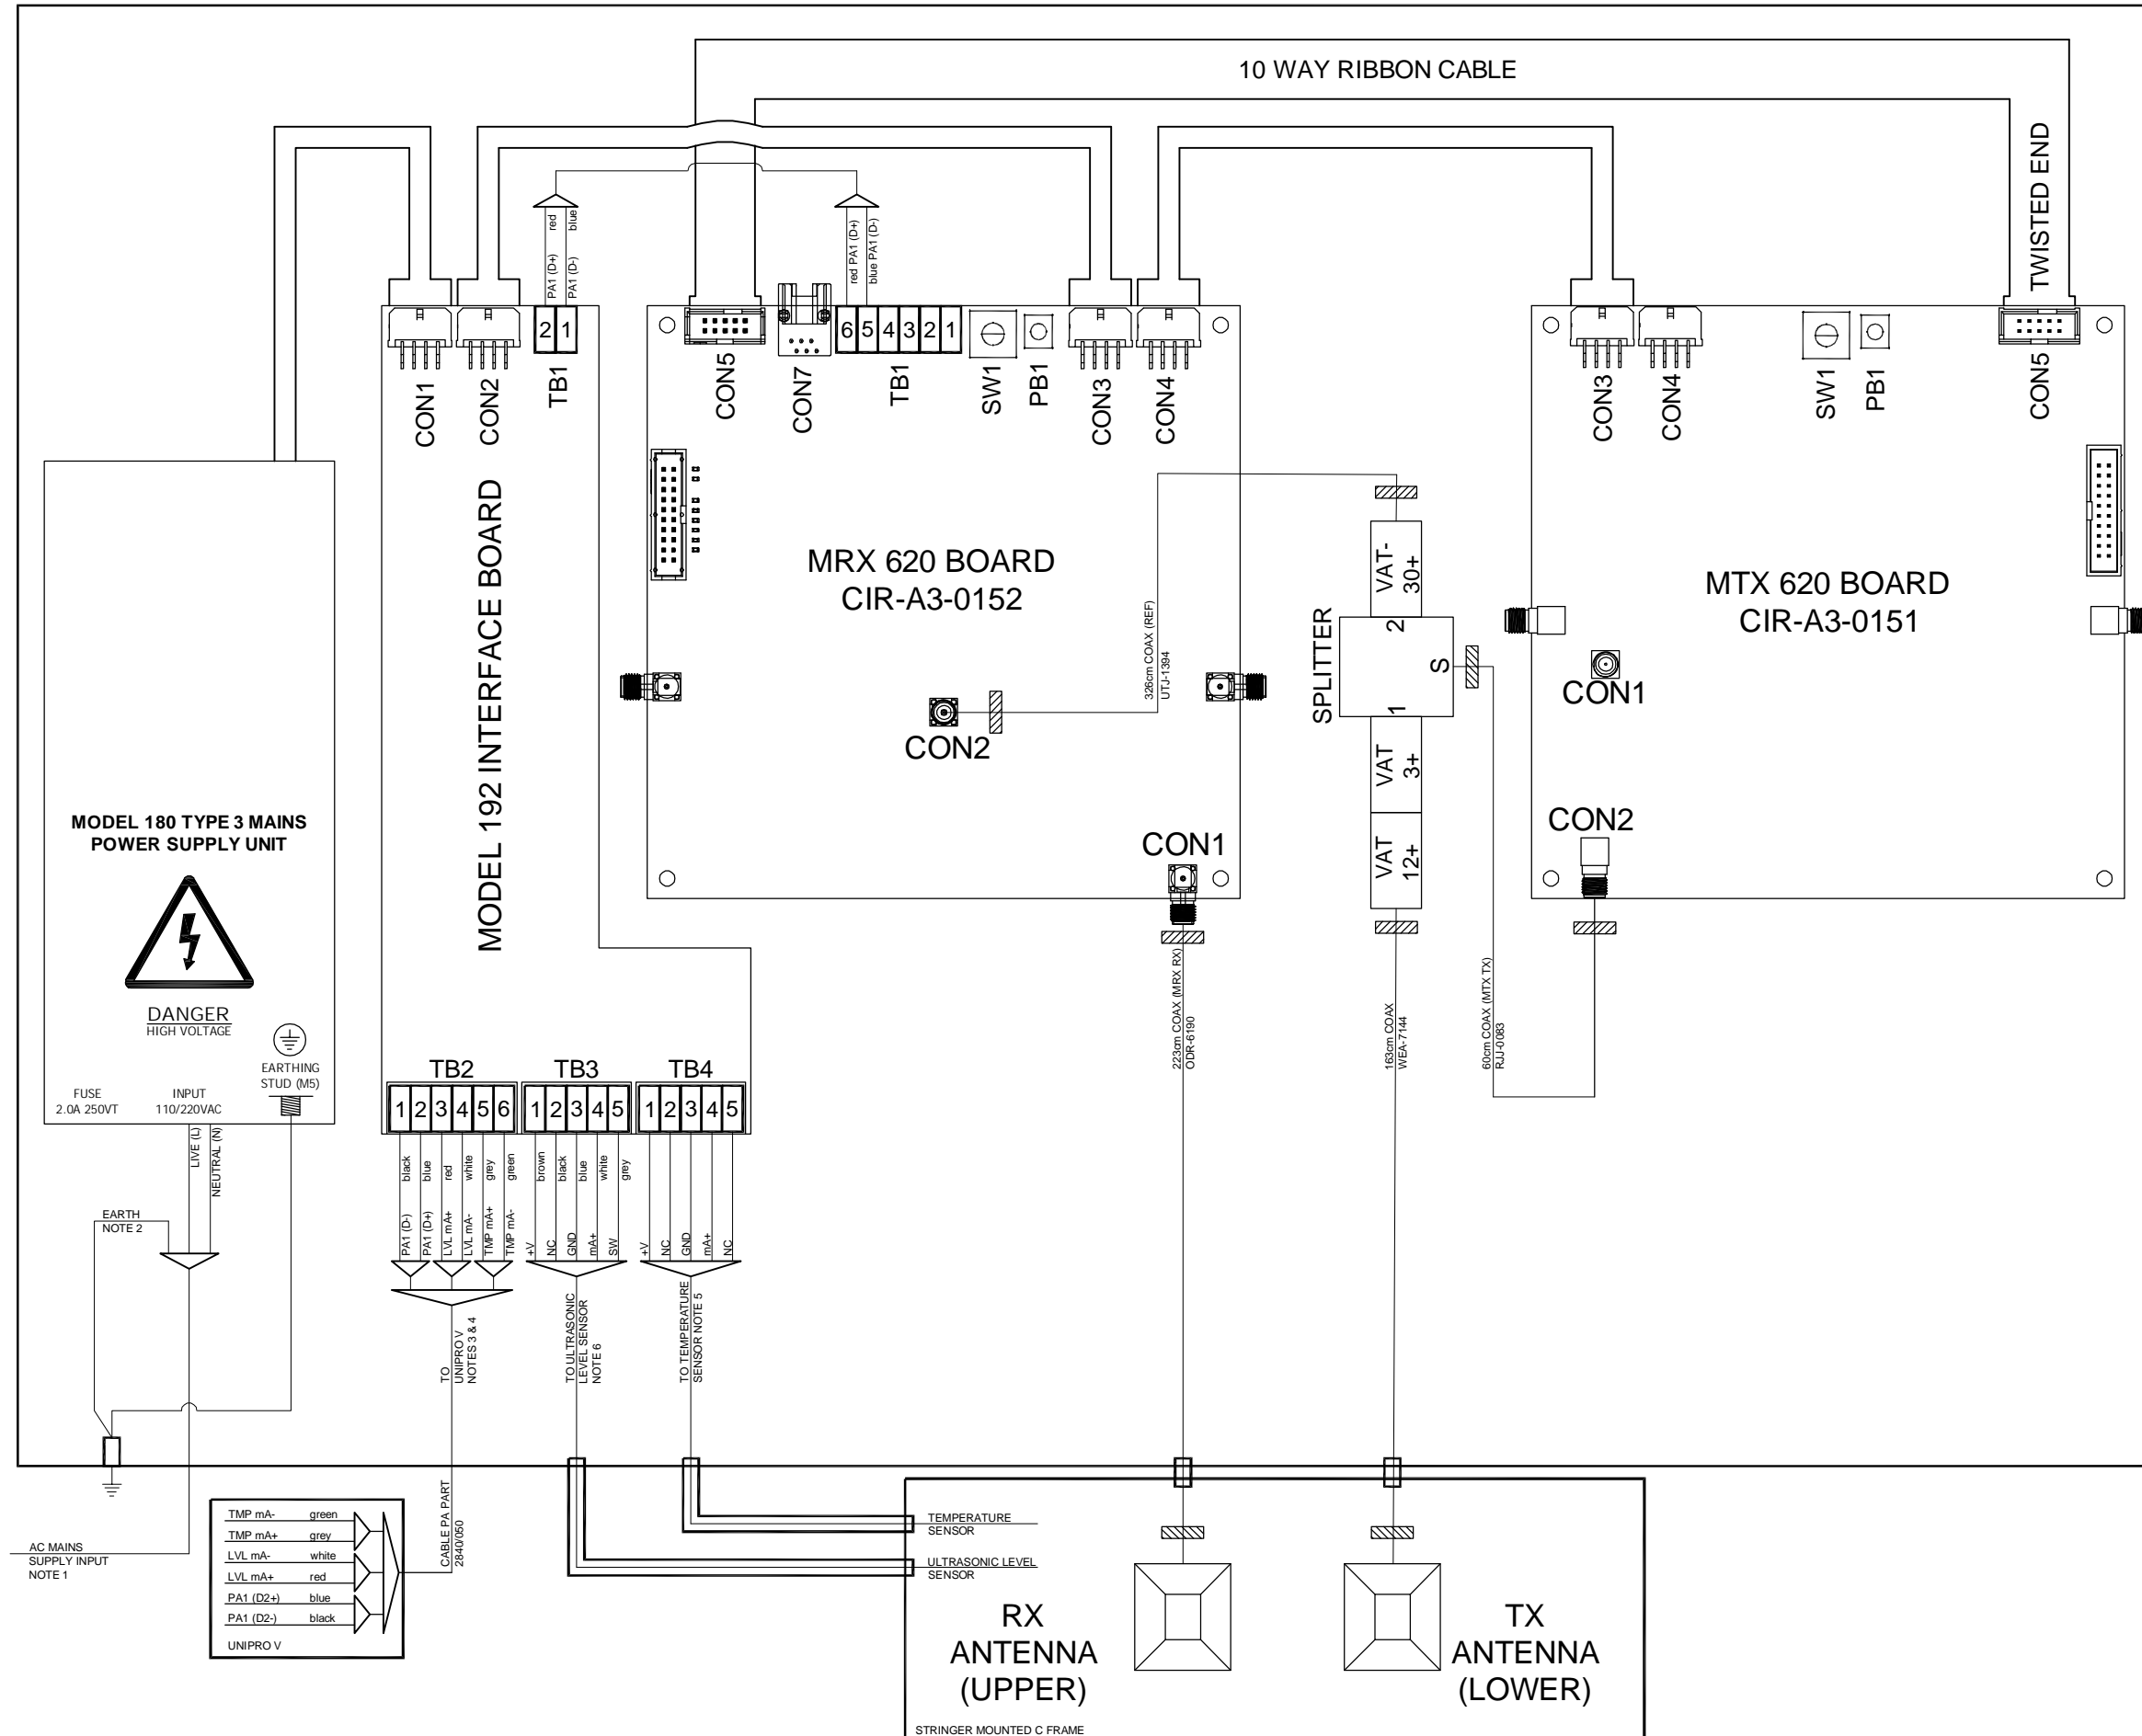 10 WAY RIBBON CABLE
TWISTED END
PA1 (D+) red
PA1 (D-) blue
red PA1 (D+)
blue PA1 (D-)
2 1
6 5 4 3 2 1
CON1
CON2
TB1
CON5
CON7
TB1
SW1
PB1
CON3
CON4
CON3
CON4
SW1
PB1
CON5
MODEL 192 INTERFACE BOARD
MRX 620 BOARD
CIR-A3-0152
CON2
CON1
326cm COAX (REF)
UTJ-1394
SPLITTER
VAT-
30+
2
S
1
VAT
3+
VAT
12+
MTX 620 BOARD
CIR-A3-0151
CON1
CON2
MODEL 180 TYPE 3 MAINS
POWER SUPPLY UNIT
DANGER
HIGH VOLTAGE
EARTHING
STUD (M5)
FUSE
2.0A 250VT
INPUT
110/220VAC
LIVE (L)
NEUTRAL (N)
EARTH
NOTE 2
223cm COAX (MRX RX)
ODR-6190
163cm COAX
WEA-7144
60cm COAX (MTX TX)
RJJ-0083
TB2
TB3
TB4
1 2 3 4 5 6
1 2 3 4 5
1 2 3 4 5
black
blue
red
white
grey
green
brown
black
blue
white
grey
PA1 (D-)
PA1 (D+)
LVL mA+
LVL mA-
TMP mA+
TMP mA-
+V
NC
GND
mA+
SW
+V
NC
GND
mA+
NC
TO
UNIPRO V
NOTES 3 & 4
TO ULTRASONIC
LEVEL SENSOR
NOTE 6
TO TEMPERATURE
SENSOR NOTE 5
CABLE PA PART
2840/050
AC MAINS
SUPPLY INPUT
NOTE 1
TMP mA- green
TMP mA+ grey
LVL mA- white
LVL mA+ red
PA1 (D2+) blue
PA1 (D2-) black
UNIPRO V
TEMPERATURE
SENSOR
ULTRASONIC LEVEL
SENSOR
RX
ANTENNA
(UPPER)
TX
ANTENNA
(LOWER)
STRINGER MOUNTED C FRAME